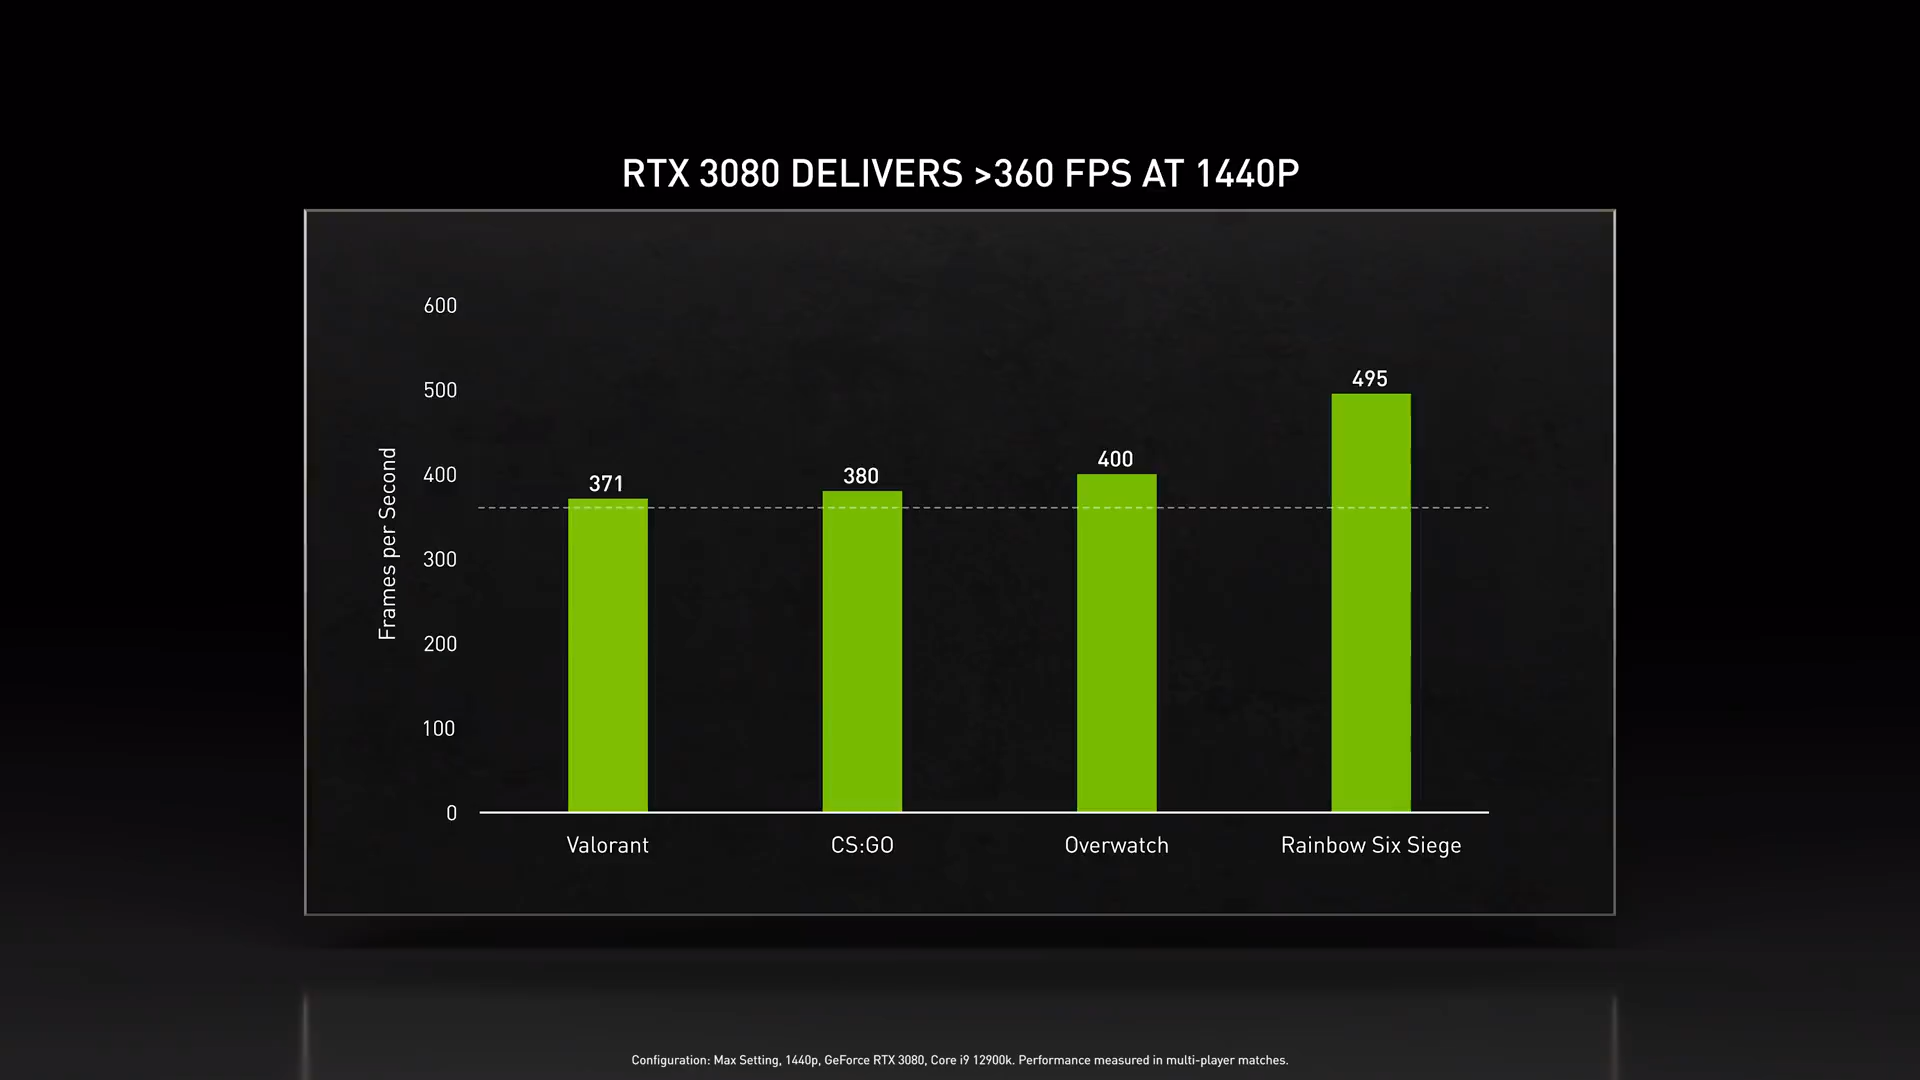 RTX 3080 DELIVERS >360 FPS AT 1440P
Frames per Second
600
500
400
300
200
100
0
371
380
400
495
Valorant
CS:GO
Overwatch
Rainbow Six Siege
Configuration: Max Setting, 1440p, GeForce RTX 3080, Core i9 12900k. Performance measured in multi-player matches.